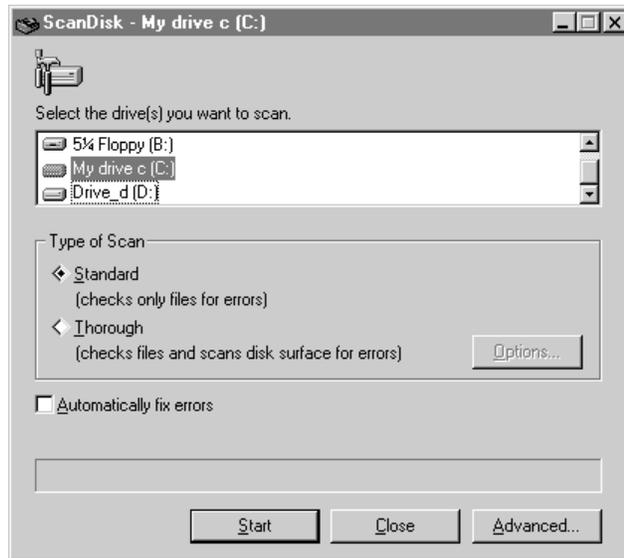 ScanDisk - My drive c (C:)
Select the drive(s) you want to scan.
5¼ Floppy (B:)
My drive c (C:)
Drive_d (D:)
Type of Scan
Standard
(checks only files for errors)
Thorough
(checks files and scans disk surface for errors)
Options...
Automatically fix errors
Start Close Advanced...